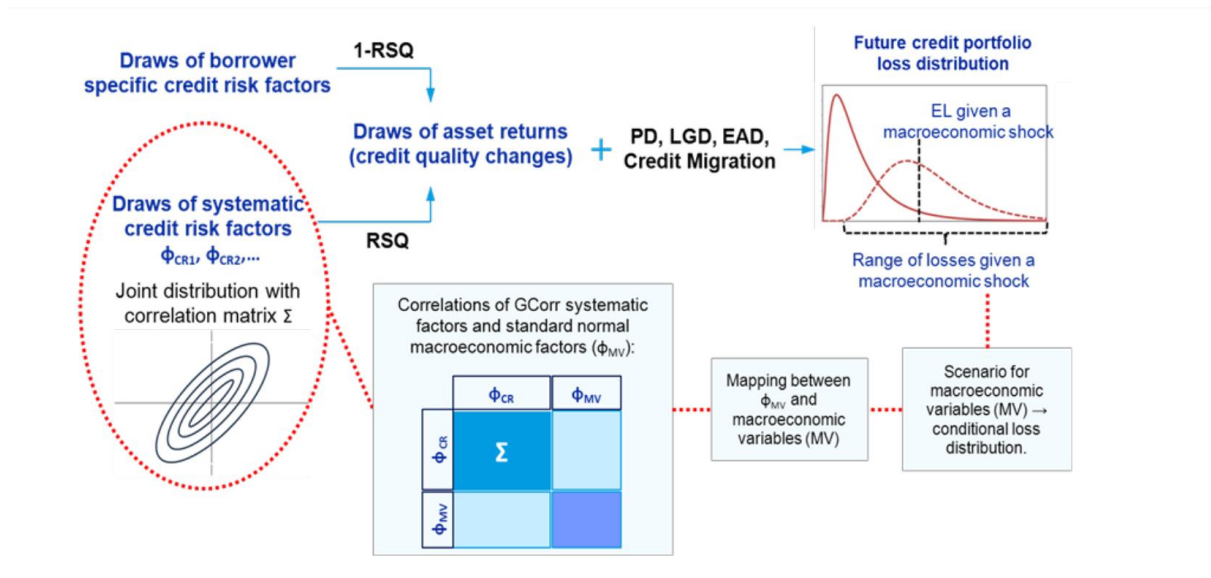 Draws of borrower
specific credit risk factors
1-RSQ
Draws of asset returns
(credit quality changes)
+
PD, LGD, EAD,
Credit Migration
Future credit portfolio
loss distribution
EL given a
macroeconomic shock
Range of losses given a
macroeconomic shock
Draws of systematic
credit risk factors
ϕCR1, ϕCR2,...
RSQ
Joint distribution with
correlation matrix Σ
Correlations of GCorr systematic
factors and standard normal
macroeconomic factors (ϕMV):
ϕCR ϕMV
ϕCR Σ
ϕMV
Mapping between
ϕMV and
macroeconomic
variables (MV)
Scenario for
macroeconomic
variables (MV) →
conditional loss
distribution.